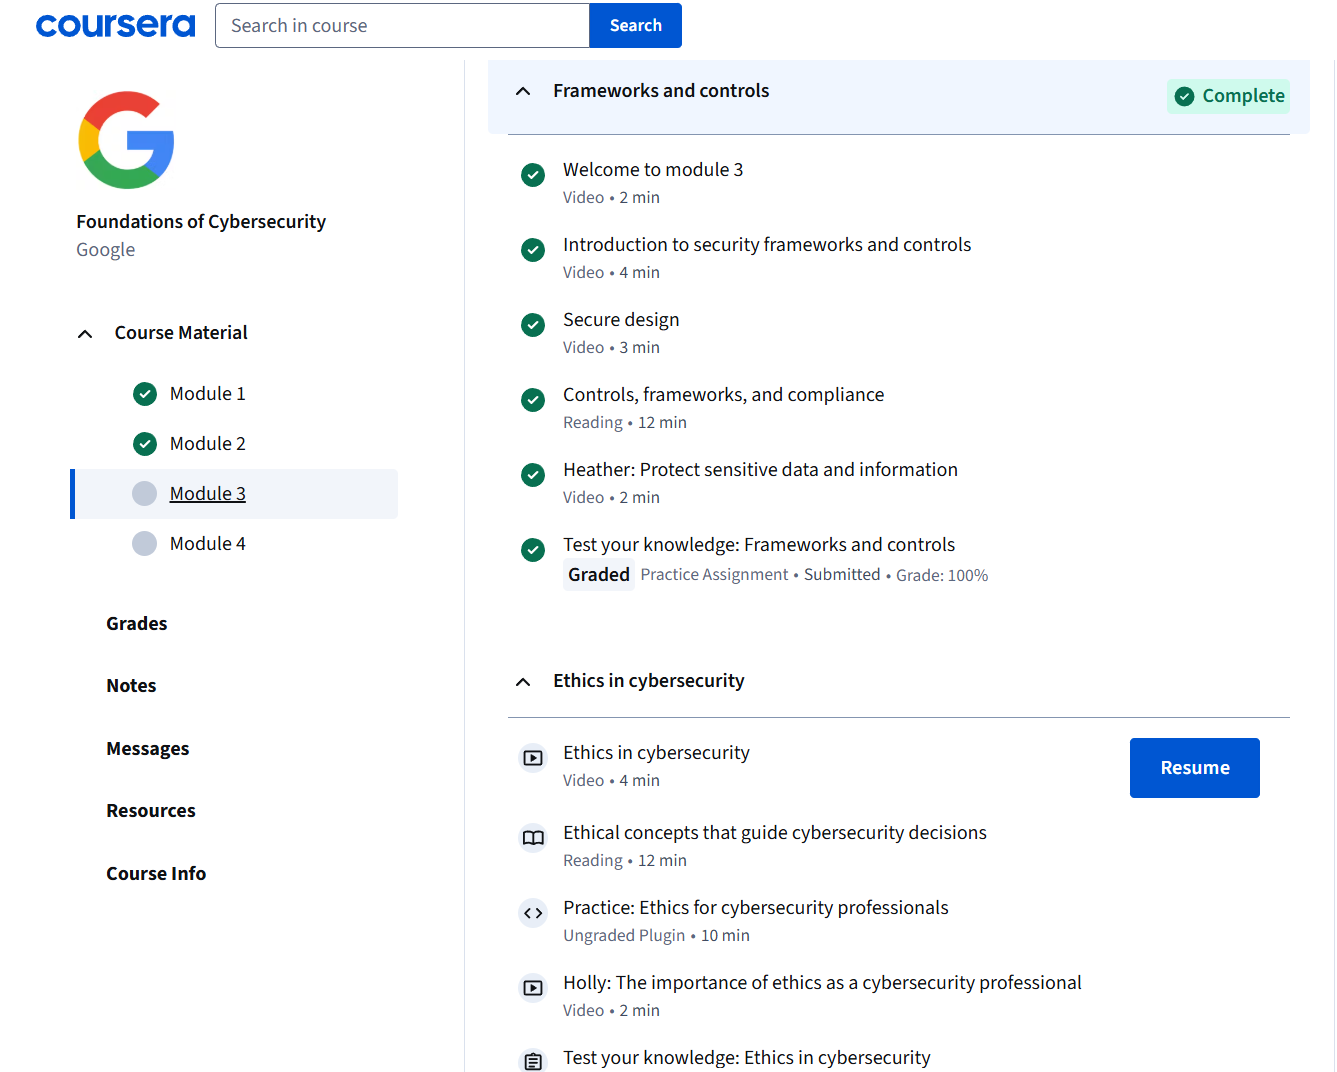 coursera
Search in course
Search
Foundations of Cybersecurity
Google
Course Material
Module 1
Module 2
Module 3
Module 4
Grades
Notes
Messages
Resources
Course Info
Frameworks and controls
Complete
Welcome to module 3
Video • 2 min
Introduction to security frameworks and controls
Video • 4 min
Secure design
Video • 3 min
Controls, frameworks, and compliance
Reading • 12 min
Heather: Protect sensitive data and information
Video • 2 min
Test your knowledge: Frameworks and controls
Graded Practice Assignment • Submitted • Grade: 100%
Ethics in cybersecurity
Ethics in cybersecurity
Video • 4 min
Resume
Ethical concepts that guide cybersecurity decisions
Reading • 12 min
Practice: Ethics for cybersecurity professionals
Ungraded Plugin • 10 min
Holly: The importance of ethics as a cybersecurity professional
Video • 2 min
Test your knowledge: Ethics in cybersecurity